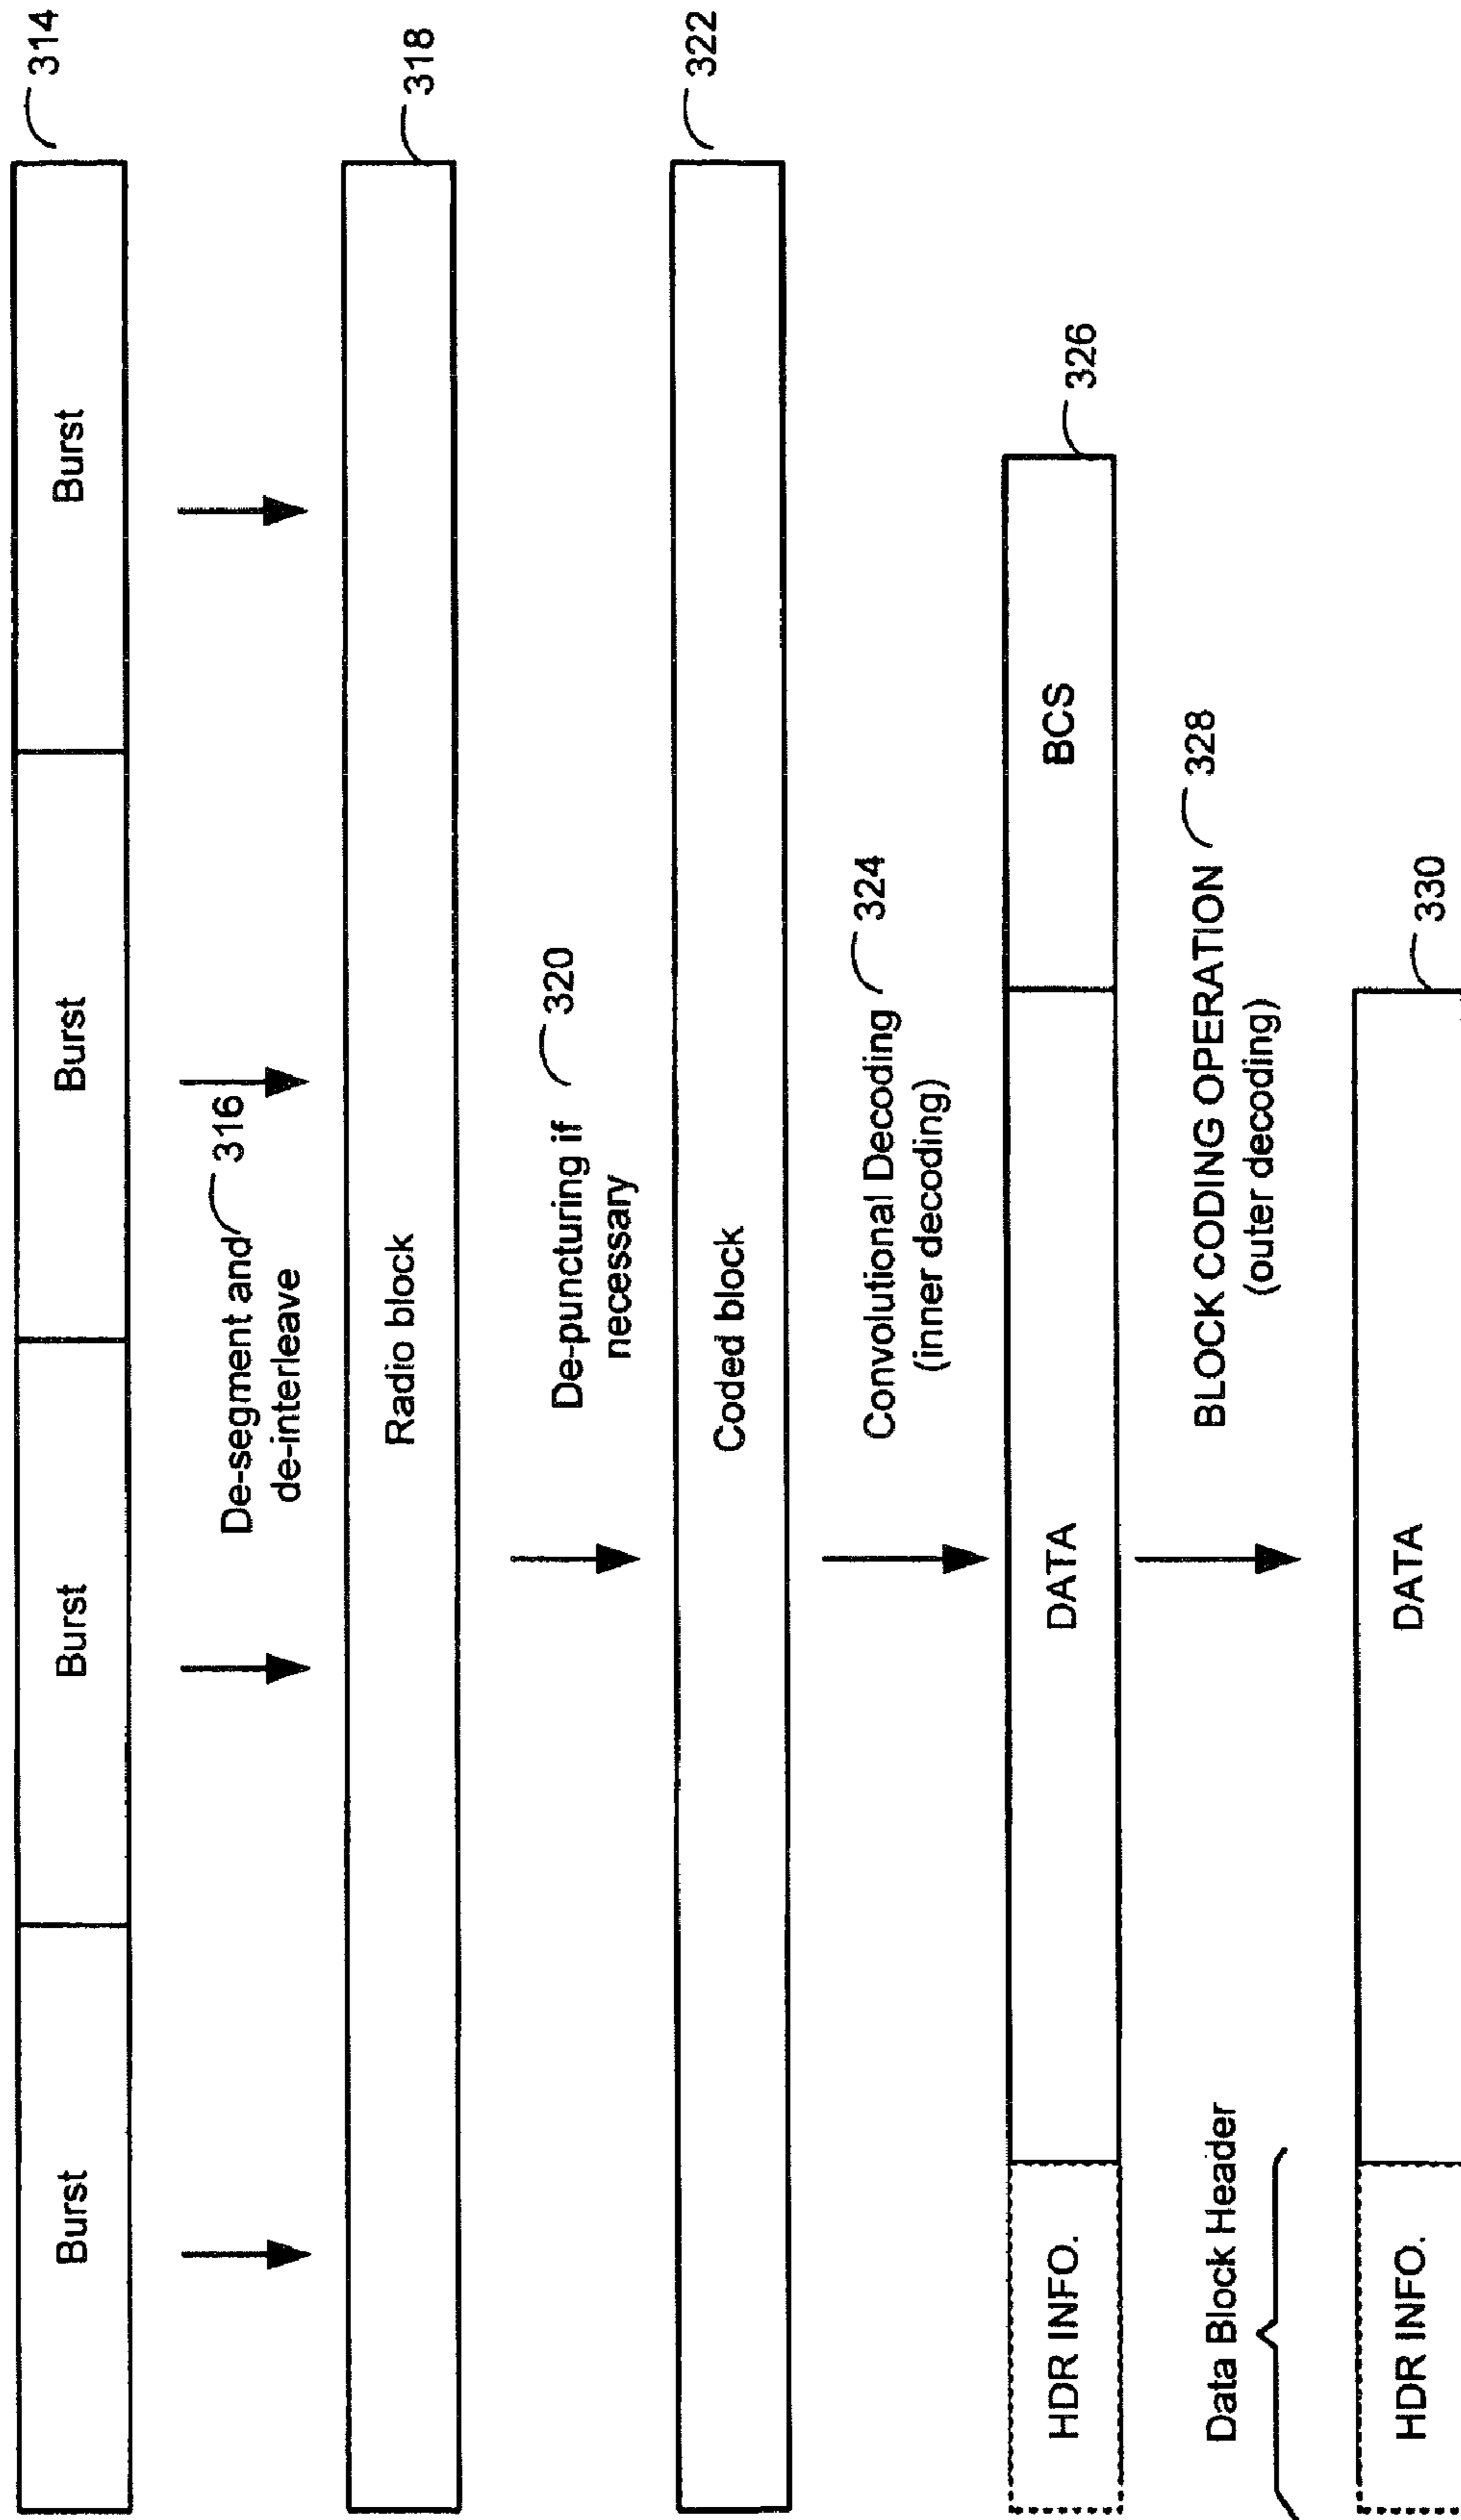 314
Burst Burst Burst Burst
De-segment and 316
de-interleave
318
Radio block
De-puncturing if 320
necessary
322
Coded block
Convolutional Decoding 324
(inner decoding)
326
HDR INFO. DATA BCS
Data Block Header
BLOCK CODING OPERATION 328
(outer decoding)
330
HDR INFO. DATA